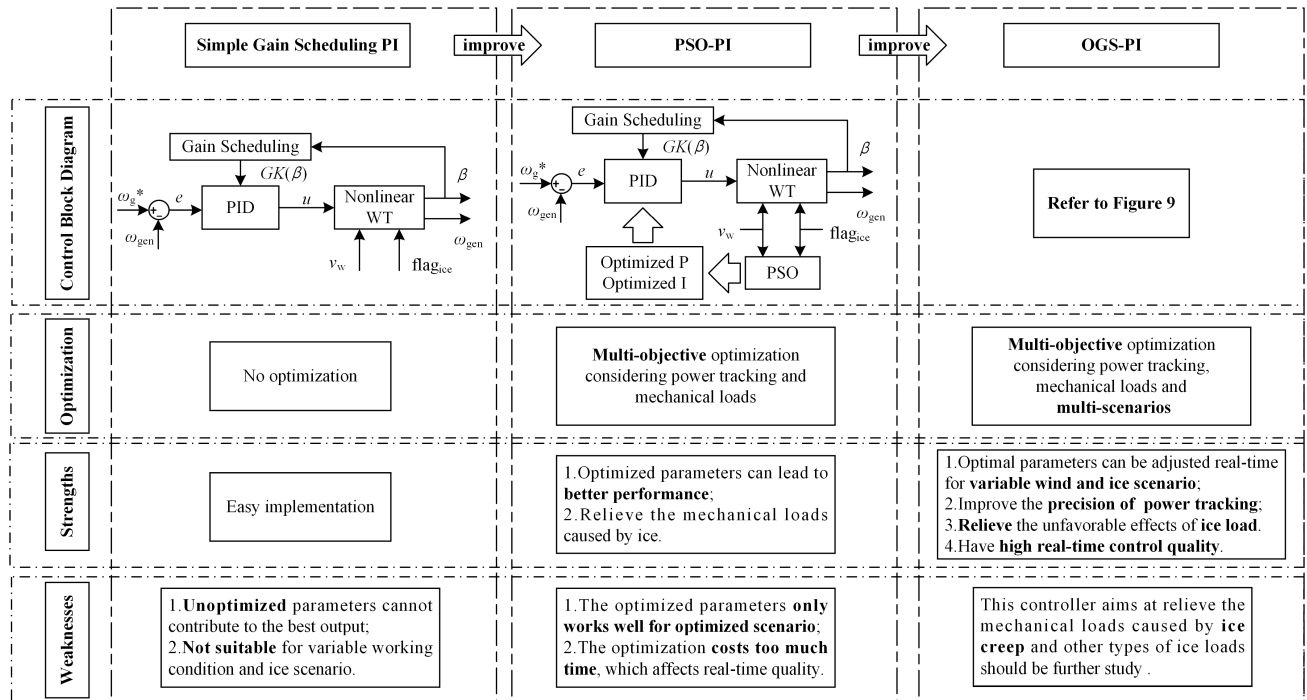 Simple Gain Scheduling PI
improve
PSO-PI
improve
OGS-PI
Control Block Diagram
Gain Scheduling
GK(β)
ωg*
+
−
e
PID
u
Nonlinear
WT
β
ωgen
ωgen
vw
flagice
Gain Scheduling
GK(β)
ωg*
+
−
e
PID
u
Nonlinear
WT
β
ωgen
ωgen
vw
flagice
Optimized P
Optimized I
PSO
Refer to Figure 9
Optimization
No optimization
Multi-objective optimization
considering power tracking and
mechanical loads
Multi-objective optimization
considering power tracking,
mechanical loads and
multi-scenarios
Strengths
Easy implementation
1.Optimized parameters can lead to
better performance;
2.Relieve the mechanical loads
caused by ice.
1.Optimal parameters can be adjusted real-time
for variable wind and ice scenario;
2.Improve the precision of power tracking;
3.Relieve the unfavorable effects of ice load.
4.Have high real-time control quality.
Weaknesses
1.Unoptimized parameters cannot
contribute to the best output;
2.Not suitable for variable working
condition and ice scenario.
1.The optimized parameters only
works well for optimized scenario;
2.The optimization costs too much
time, which affects real-time quality.
This controller aims at relieve the
mechanical loads caused by ice
creep and other types of ice loads
should be further study .